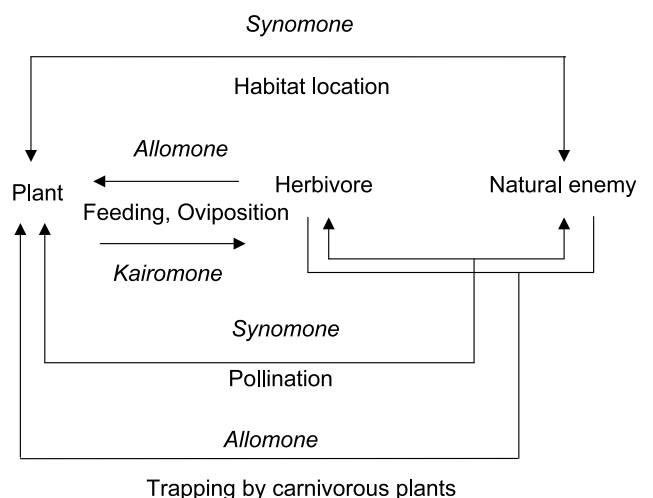 Synomone
Habitat location
Allomone
Plant
Herbivore
Natural enemy
Feeding, Oviposition
Kairomone
Synomone
Pollination
Allomone
Trapping by carnivorous plants